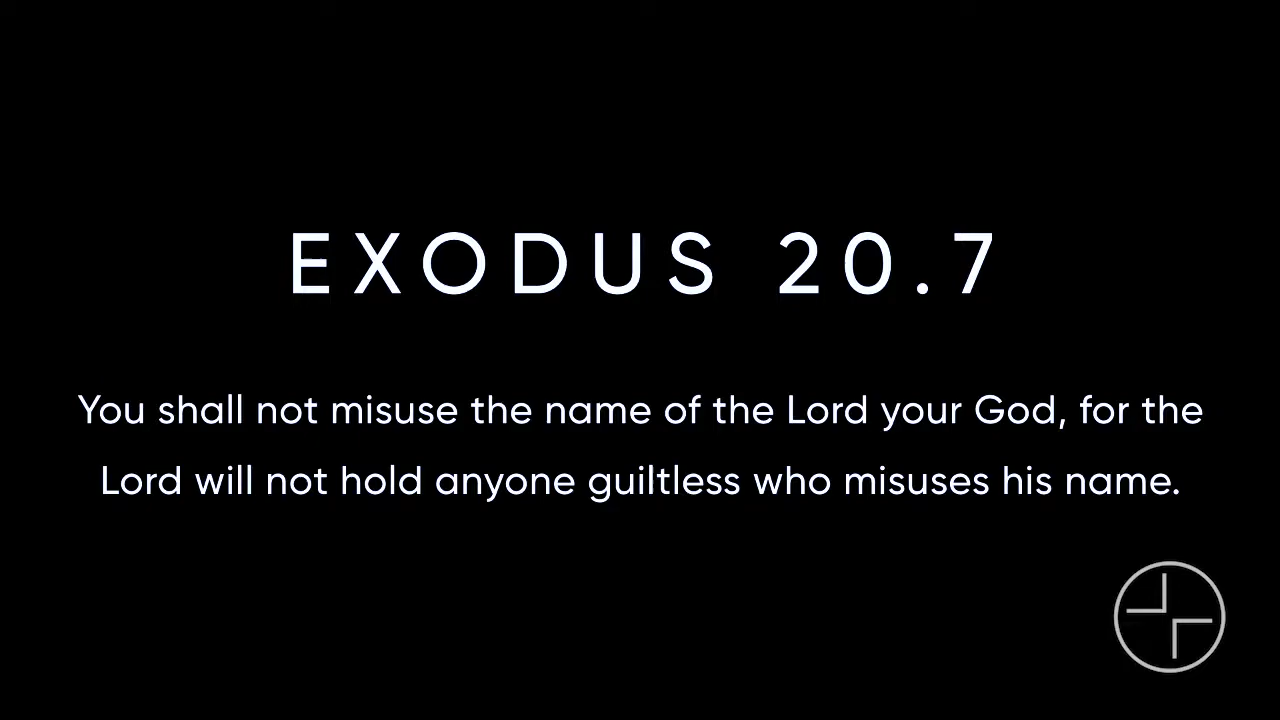 EXODUS 20.7
You shall not misuse the name of the Lord your God, for the
Lord will not hold anyone guiltless who misuses his name.